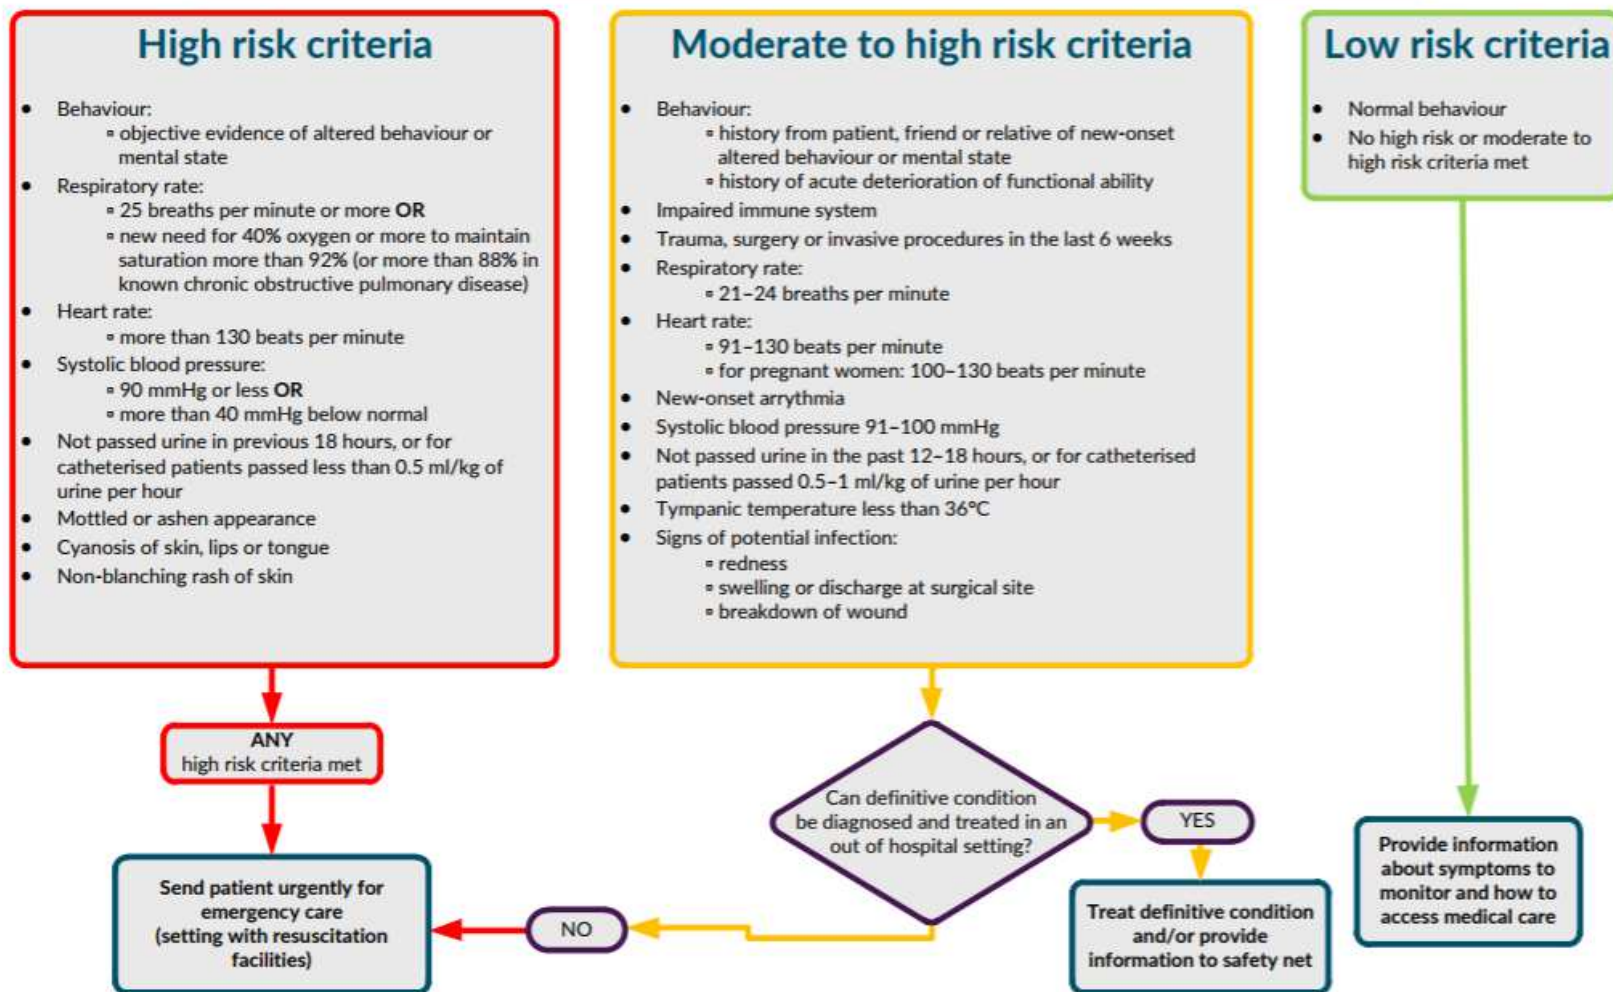 High risk criteria
• Behaviour:
▫ objective evidence of altered behaviour or
mental state
• Respiratory rate:
▫ 25 breaths per minute or more OR
▫ new need for 40% oxygen or more to maintain
saturation more than 92% (or more than 88% in
known chronic obstructive pulmonary disease)
• Heart rate:
▫ more than 130 beats per minute
• Systolic blood pressure:
▫ 90 mmHg or less OR
▫ more than 40 mmHg below normal
• Not passed urine in previous 18 hours, or for
catheterised patients passed less than 0.5 ml/kg of
urine per hour
• Mottled or ashen appearance
• Cyanosis of skin, lips or tongue
• Non-blanching rash of skin
ANY
high risk criteria met
Send patient urgently for
emergency care
(setting with resuscitation
facilities)
Moderate to high risk criteria
• Behaviour:
▫ history from patient, friend or relative of new-onset
altered behaviour or mental state
▫ history of acute deterioration of functional ability
• Impaired immune system
• Trauma, surgery or invasive procedures in the last 6 weeks
• Respiratory rate:
▫ 21–24 breaths per minute
• Heart rate:
▫ 91–130 beats per minute
▫ for pregnant women: 100–130 beats per minute
• New-onset arrythmia
• Systolic blood pressure 91–100 mmHg
• Not passed urine in the past 12–18 hours, or for catheterised
patients passed 0.5–1 ml/kg of urine per hour
• Tympanic temperature less than 36°C
• Signs of potential infection:
▫ redness
▫ swelling or discharge at surgical site
▫ breakdown of wound
Can definitive condition
be diagnosed and treated in an
out of hospital setting?
NO
YES
Treat definitive condition
and/or provide
information to safety net
Low risk criteria
• Normal behaviour
• No high risk or moderate to
high risk criteria met
Provide information
about symptoms to
monitor and how to
access medical care